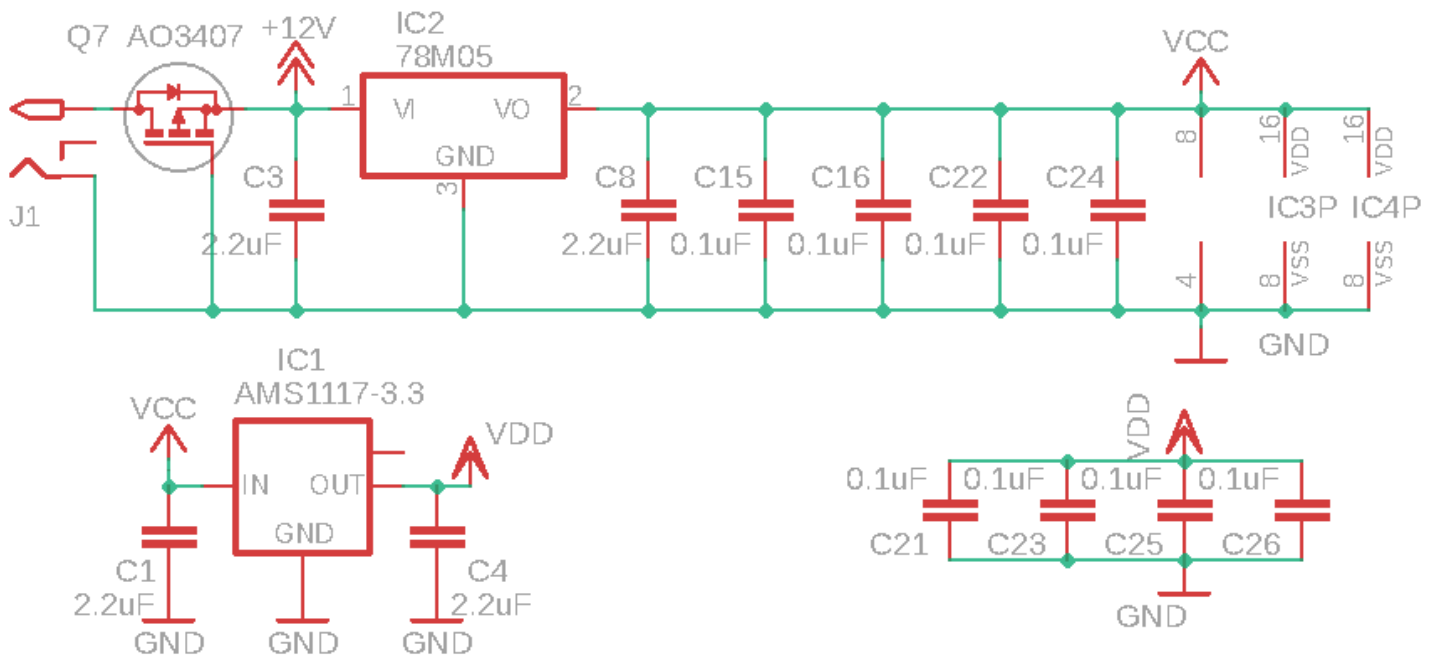 Q7 AO3407
+12V
IC2
78M05
VCC
1
VI
VO
2
GND
3
8
16
VDD
16
VDD
J1
C3
2.2uF
C8
2.2uF
C15
0.1uF
C16
0.1uF
C22
0.1uF
C24
0.1uF
IC3P
IC4P
4
8
VSS
8
VSS
GND
IC1
AMS1117-3.3
VCC
VDD
IN
OUT
GND
C1
2.2uF
C4
2.2uF
GND
GND
GND
VDD
0.1uF
0.1uF
0.1uF
0.1uF
C21
C23
C25
C26
GND